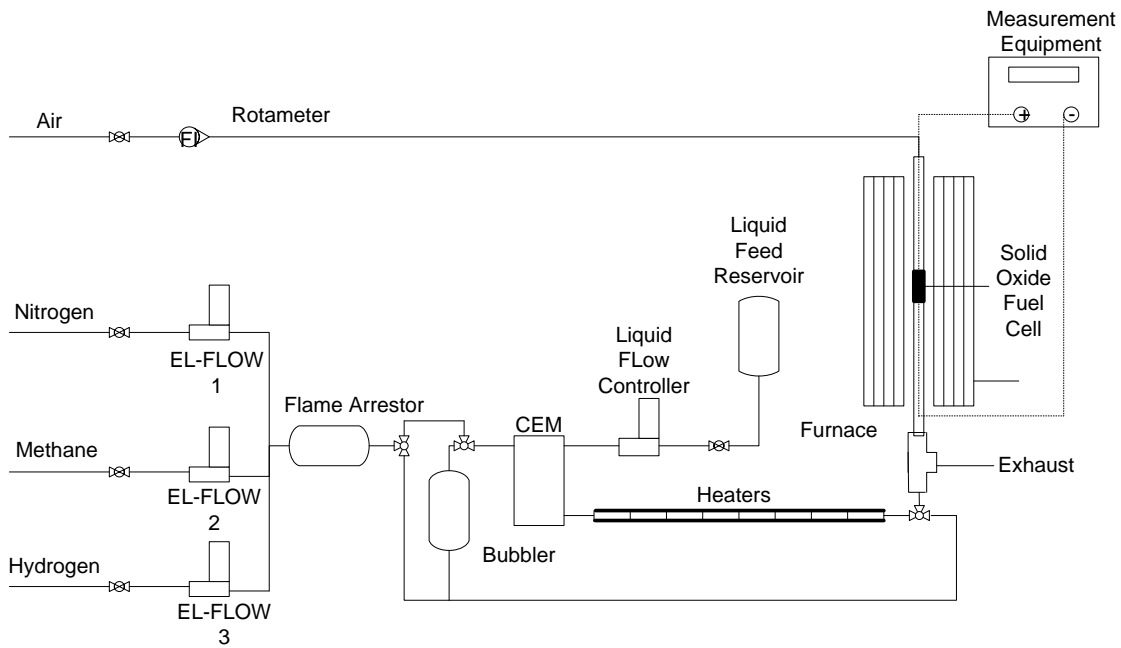 Measurement
Equipment
+
-
Air
FI
Rotameter
Liquid
Feed
Reservoir
Solid
Oxide
Fuel
Cell
Nitrogen
EL-FLOW
1
Liquid
FLow
Controller
Flame Arrestor
CEM
Furnace
Methane
EL-FLOW
2
Exhaust
Heaters
Bubbler
Hydrogen
EL-FLOW
3